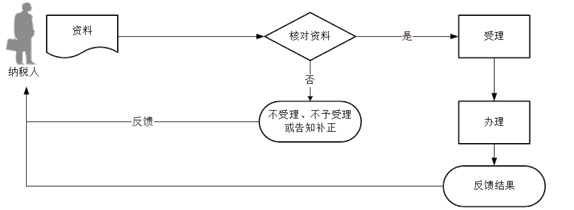 资料
纳税人
核对资料
是
受理
否
不受理、不予受理
或告知补正
反馈
办理
反馈结果